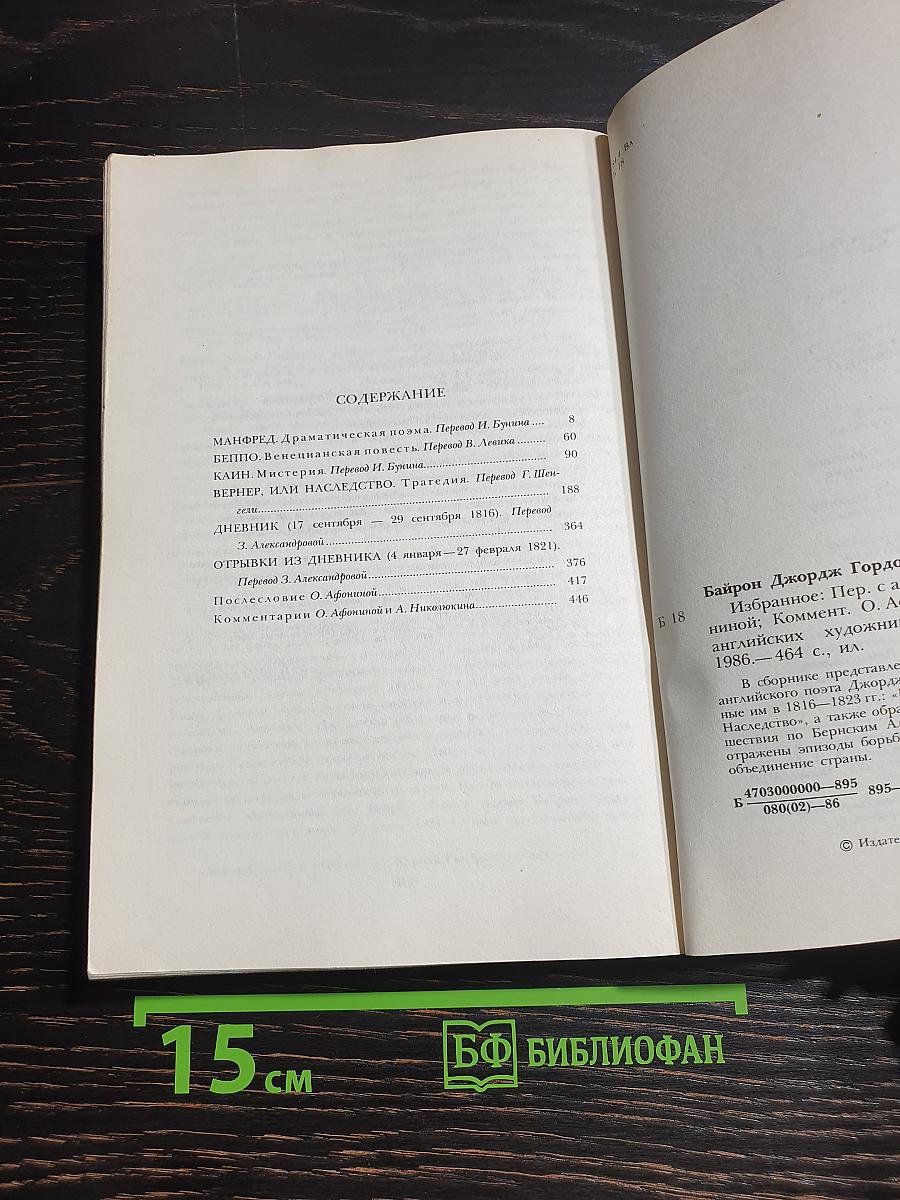 СОДЕРЖАНИЕ
МАНФРЕД. Драматическая поэма. Перевод И. Бунина .... 8
БЕППО. Венецианская повесть. Перевод В. Левика ......... 60
КАИН. Мистерия. Перевод И. Бунина................................. 90
ВЕРНЕР, ИЛИ НАСЛЕДСТВО. Трагедия. Перевод Г. Шен-
гели................................................................................ 188
ДНЕВНИК (17 сентября — 29 сентября 1816). Перевод
З. Александровой............................................................ 364
ОТРЫВКИ ИЗ ДНЕВНИКА (4 января—27 февраля 1821).
Перевод З. Александровой................................................ 376
Послесловие О. Афониной.................................................. 417
Комментарии О. Афониной и А. Николюкина..................... 446
Б 18
Байрон Джордж Гордо
Избранное: Пер. с а
ниной; Коммент. О. Аф
английских художни
1986.—464 с., ил.
В сборнике представле
английского поэта Джордж
ные им в 1816—1823 гг.: «
Наследство», а также обра
шествия по Бернским Ал
отражены эпизоды борьб
объединение страны.
Б 4703000000—895 895—
080(02)—86
© Издате
15 см
БФ БИБЛИОФАН